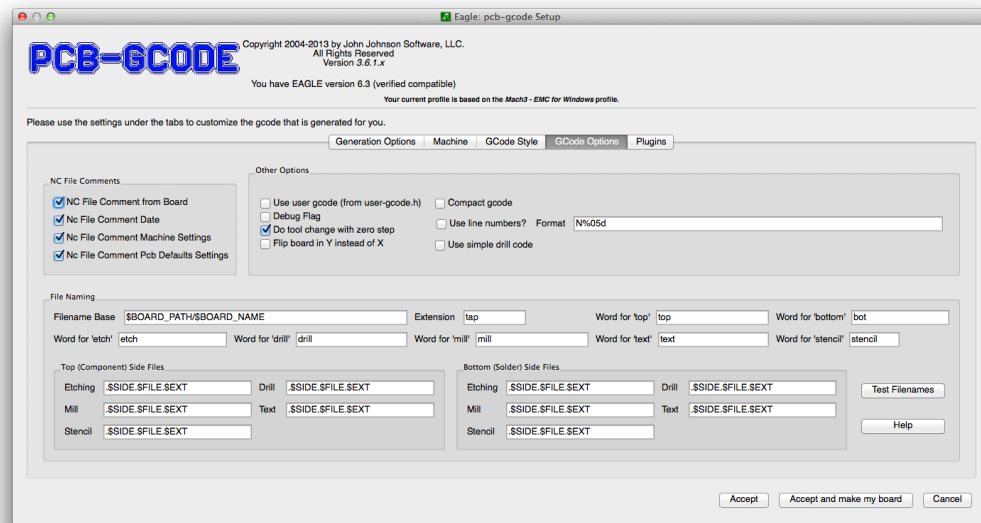 Eagle: pcb-gcode Setup
PCB-GCODE
Copyright 2004-2013 by John Johnson Software, LLC.
All Rights Reserved
Version 3.6.1.x
You have EAGLE version 6.3 (verified compatible)
Your current profile is based on the Mach3 - EMC for Windows profile.
Please use the settings under the tabs to customize the gcode that is generated for you.
Generation Options Machine GCode Style GCode Options Plugins
NC File Comments
NC File Comment from Board
Nc File Comment Date
Nc File Comment Machine Settings
Nc File Comment Pcb Defaults Settings
Other Options
Use user gcode (from user-gcode.h)
Debug Flag
Do tool change with zero step
Flip board in Y instead of X
Compact gcode
Use line numbers? Format N%05d
Use simple drill code
File Naming
Filename Base $BOARD_PATH/$BOARD_NAME Extension tap Word for 'top' top Word for 'bottom' bot
Word for 'etch' etch Word for 'drill' drill Word for 'mill' mill Word for 'text' text Word for 'stencil' stencil
Top (Component) Side Files
Etching .$SIDE.$FILE.$EXT Drill .$SIDE.$FILE.$EXT
Mill .$SIDE.$FILE.$EXT Text .$SIDE.$FILE.$EXT
Stencil .$SIDE.$FILE.$EXT
Bottom (Solder) Side Files
Etching .$SIDE.$FILE.$EXT Drill .$SIDE.$FILE.$EXT
Mill .$SIDE.$FILE.$EXT Text .$SIDE.$FILE.$EXT
Stencil .$SIDE.$FILE.$EXT
Test Filenames
Help
Accept Accept and make my board Cancel